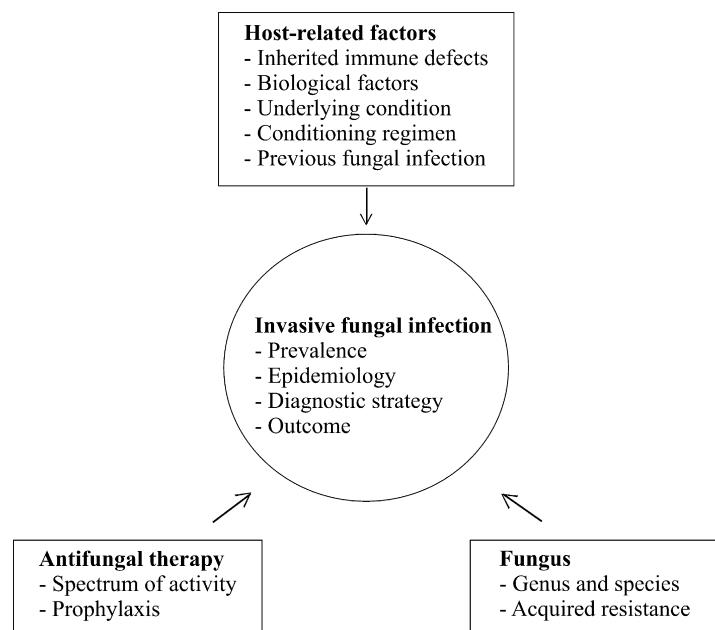 Host-related factors
- Inherited immune defects
- Biological factors
- Underlying condition
- Conditioning regimen
- Previous fungal infection
Invasive fungal infection
- Prevalence
- Epidemiology
- Diagnostic strategy
- Outcome
Antifungal therapy
- Spectrum of activity
- Prophylaxis
Fungus
- Genus and species
- Acquired resistance